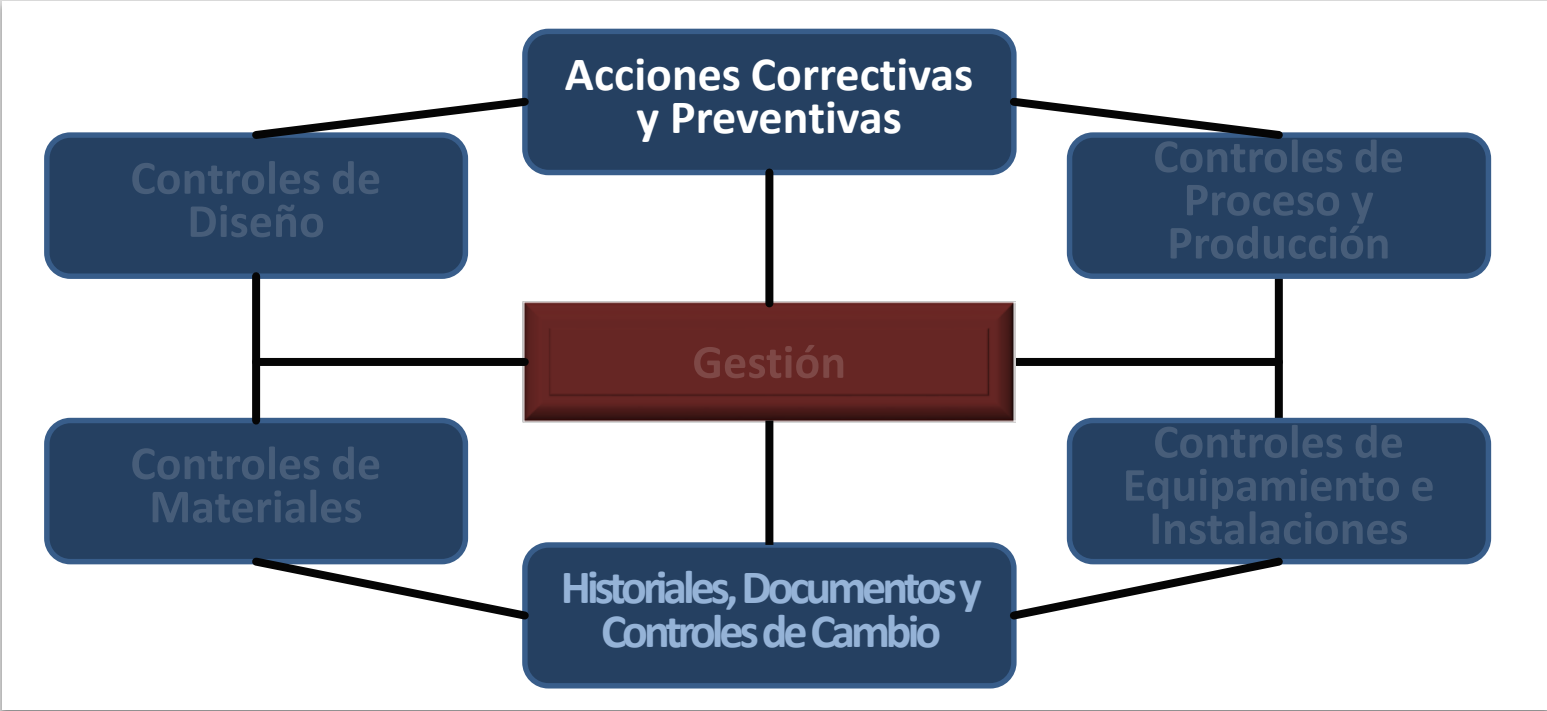 Acciones Correctivas
y Preventivas
Controles de
Diseño
Controles de
Proceso y
Producción
Gestión
Controles de
Materiales
Controles de
Equipamiento e
Instalaciones
Historiales, Documentos y
Controles de Cambio